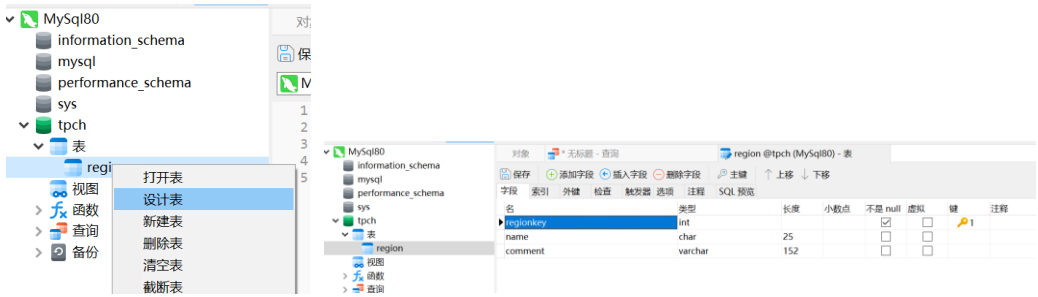 MySql80
information_schema
mysql
performance_schema
sys
tpch
表
regi
视图
函数
查询
备份
打开表
设计表
新建表
删除表
清空表
截断表
对
保
M
1
2
3
4
5
MySql80
information_schema
mysql
performance_schema
sys
tpch
表
region
视图
函数
查询
对象 * 无标题 - 查询 region @tpch (MySql80) - 表
保存 添加字段 插入字段 删除字段 主键 上移 下移
字段 索引 外键 检查 触发器 选项 注释 SQL 预览
名 类型 长度 小数点 不是 null 虚拟 键 注释
regionkey int 1
name char 25
comment varchar 152